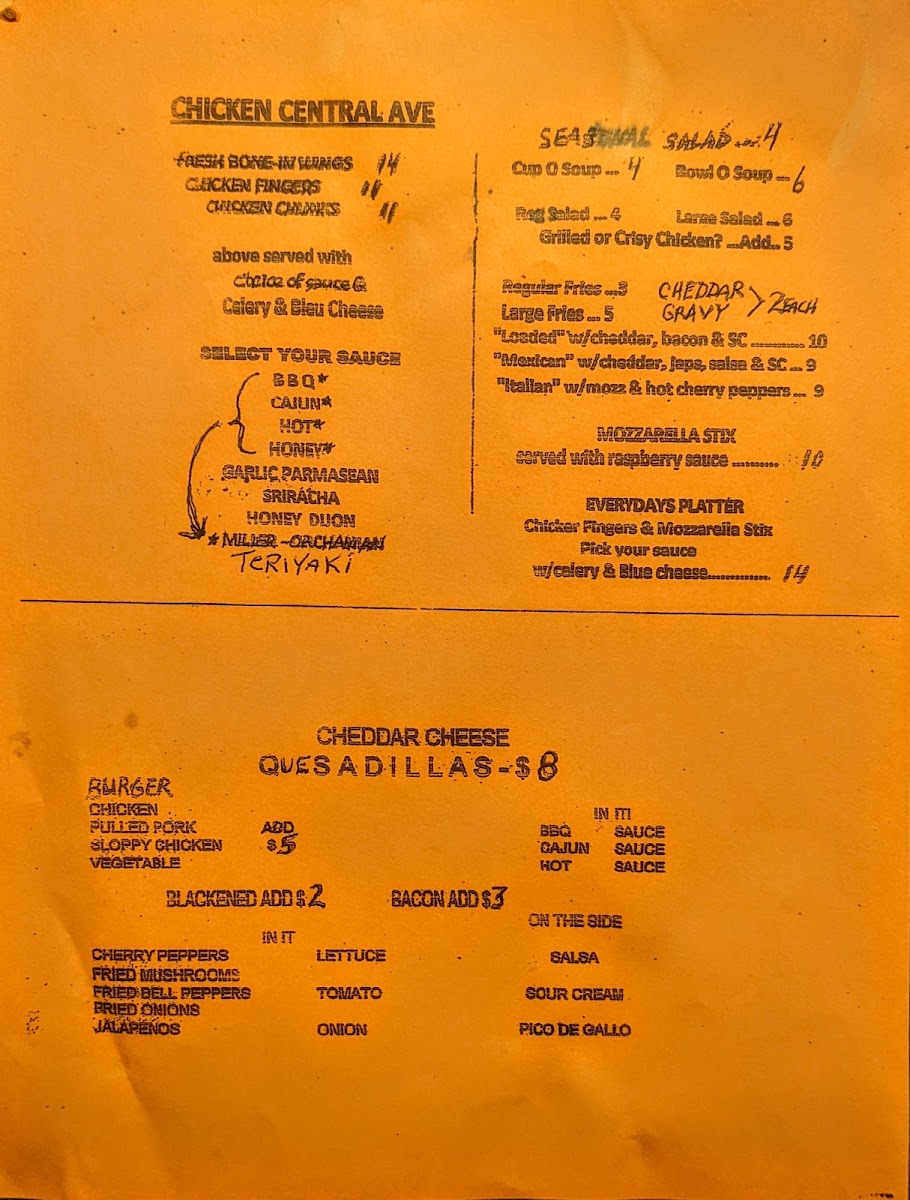 CHICKEN CENTRAL AVE
FRESH BONE-IN WINGS 14
CHICKEN FINGERS 11
CHICKEN CHUNKS 11
above served with
choice of sauce &
Celery & Bleu Cheese
SELECT YOUR SAUCE
BBQ*
CAJUN*
HOT*
HONEY*
GARLIC PARMASEAN
SRIRACHA
HONEY DIJON
*MILLER-ORCHAMAN
TERIYAKI
SEASONAL SALAD ... 4
Cup O Soup ... 4 Bowl O Soup ... 6
Reg Salad ... 4 Large Salad ... 6
Grilled or Crisy Chicken? ...Add.. 5
Regular Fries ...3 CHEDDAR
Large Fries ... 5 GRAVY > 2EACH
"Loaded" w/cheddar, bacon & SC ............ 10
"Mexican" w/cheddar, japs, salsa & SC ... 9
"Italian" w/mozz & hot cherry peppers ... 9
MOZZARELLA STIX
served with raspberry sauce .......... 10
EVERYDAYS PLATTER
Chicken Fingers & Mozzarella Stix
Pick your sauce
w/celery & Blue cheese.............. 14
CHEDDAR CHEESE
QUESADILLAS-$8
BURGER
CHICKEN
PULLED PORK ADD
SLOPPY CHICKEN $5
VEGETABLE
IN IT!
BBQ SAUCE
CAJUN SAUCE
HOT SAUCE
BLACKENED ADD $2 BACON ADD $3
ON THE SIDE
IN IT
CHERRY PEPPERS LETTUCE SALSA
FRIED MUSHROOMS
FRIED BELL PEPPERS TOMATO SOUR CREAM
FRIED ONIONS
JALAPENOS ONION PICO DE GALLO